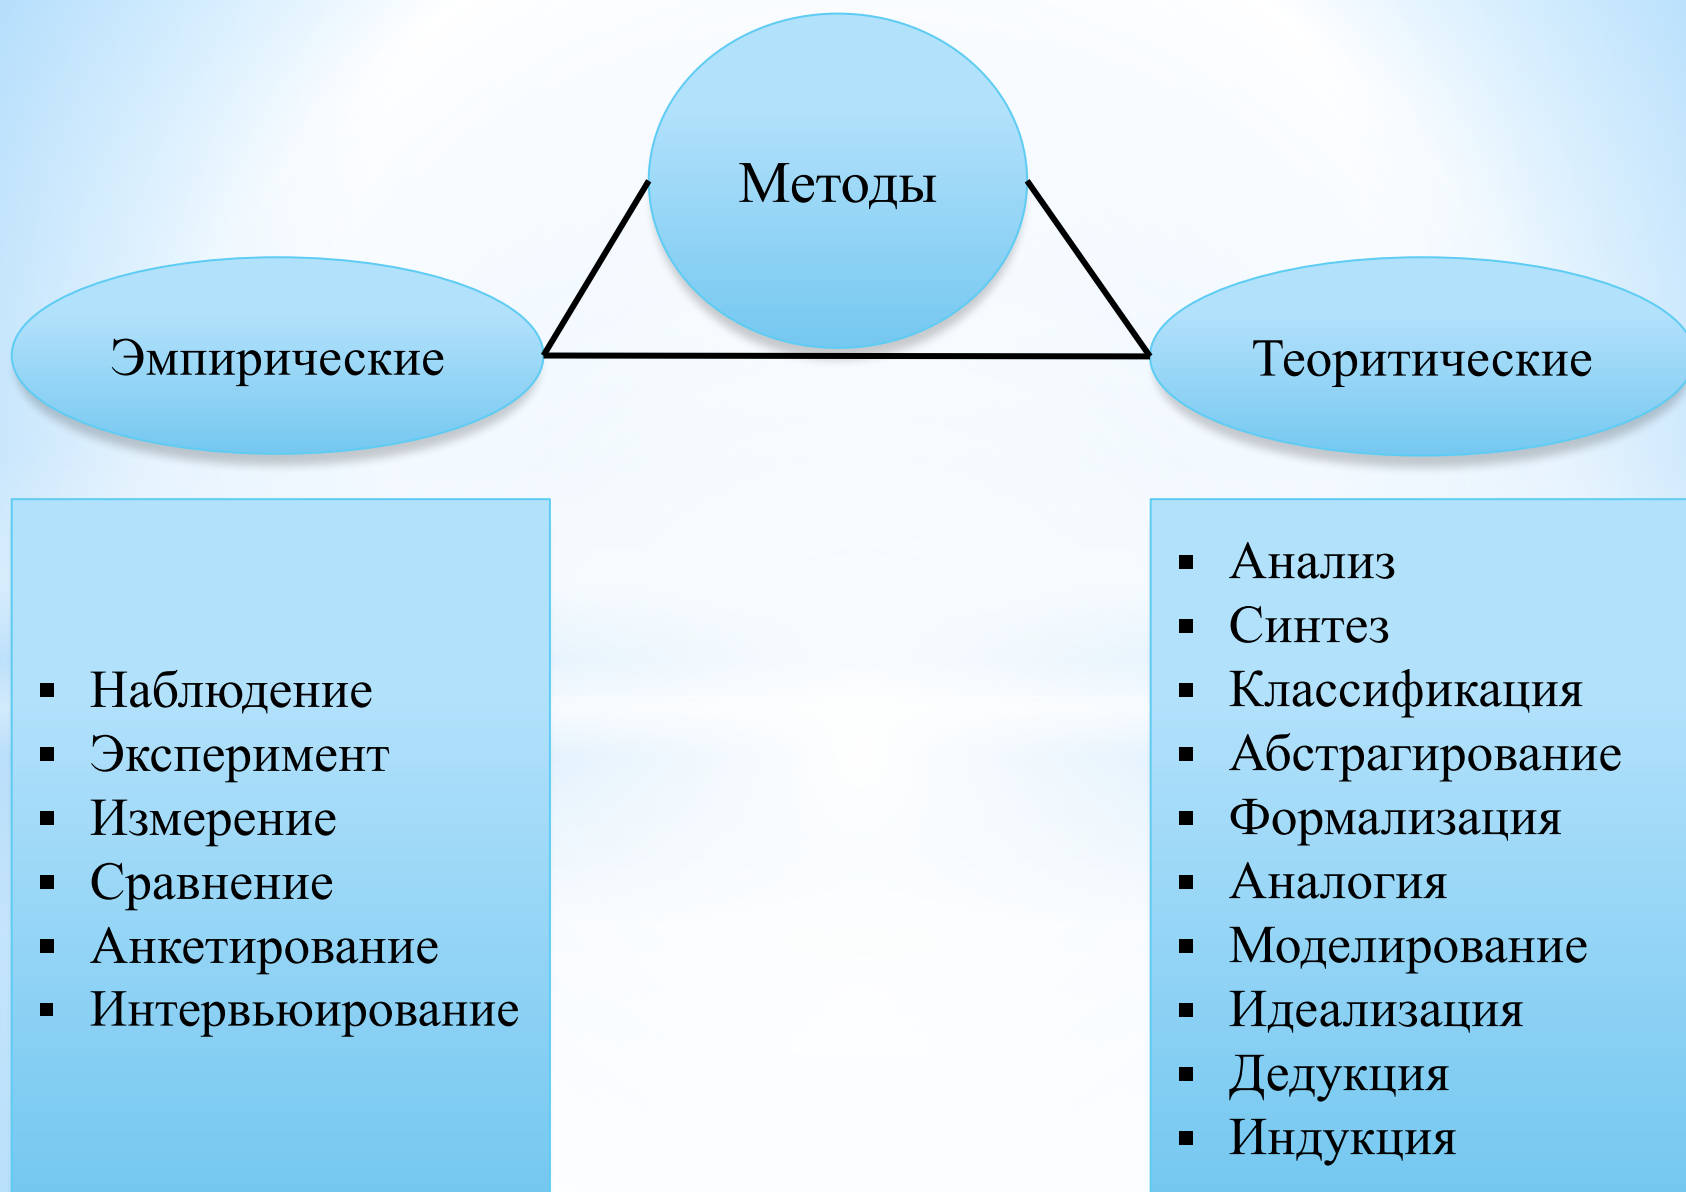 Методы
Эмпирические
Теоритические
▪ Наблюдение
▪ Эксперимент
▪ Измерение
▪ Сравнение
▪ Анкетирование
▪ Интервьюирование
▪ Анализ
▪ Синтез
▪ Классификация
▪ Абстрагирование
▪ Формализация
▪ Аналогия
▪ Моделирование
▪ Идеализация
▪ Дедукция
▪ Индукция